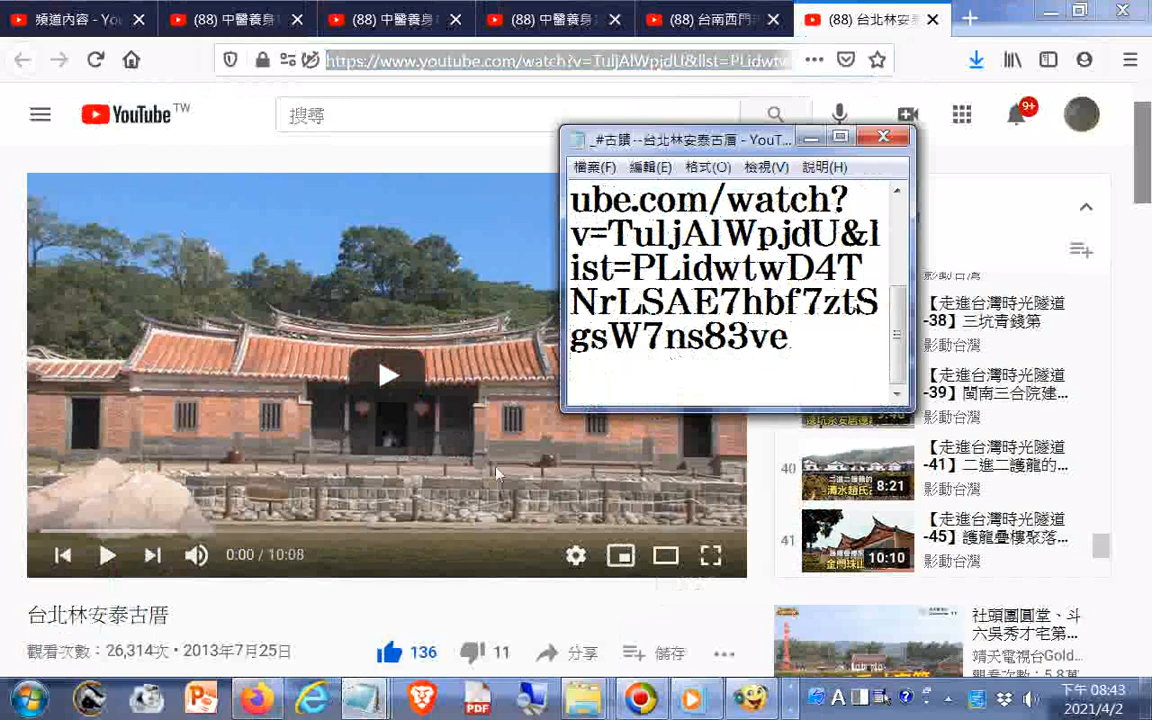 頻道內容 - Yo
(88) 中醫養身
(88) 中醫養身
(88) 中醫養身
(88) 台南西門
(88) 台北林安
https://www.youtube.com/watch?v=TuljAlWpjdU&list=PLidwtw
YouTube TW
搜尋
9+
_#古蹟--台北林安泰古厝 - YouT...
檔案(F) 編輯(E) 格式(O) 檢視(V) 說明(H)
ube.com/watch?
v=TuljAlWpjdU&l
ist=PLidwtwD4T
NrLSAE7hbf7ztS
gsW7ns83ve
影動台灣
【走進台灣時光隧道
-38】三坑青錢第
影動台灣
【走進台灣時光隧道
-39】閩南三合院建...
影動台灣
40
8:21
【走進台灣時光隧道
-41】二進二護龍的...
影動台灣
41
10:10
【走進台灣時光隧道
-45】護龍疊樓聚落...
影動台灣
0:00 / 10:08
台北林安泰古厝
觀看次數：26,314次 • 2013年7月25日
136
11
分享
儲存
社頭團圓堂、斗
六吳秀才宅第...
靖天電視台Gold...
PDF
A
下午 08:43
2021/4/2